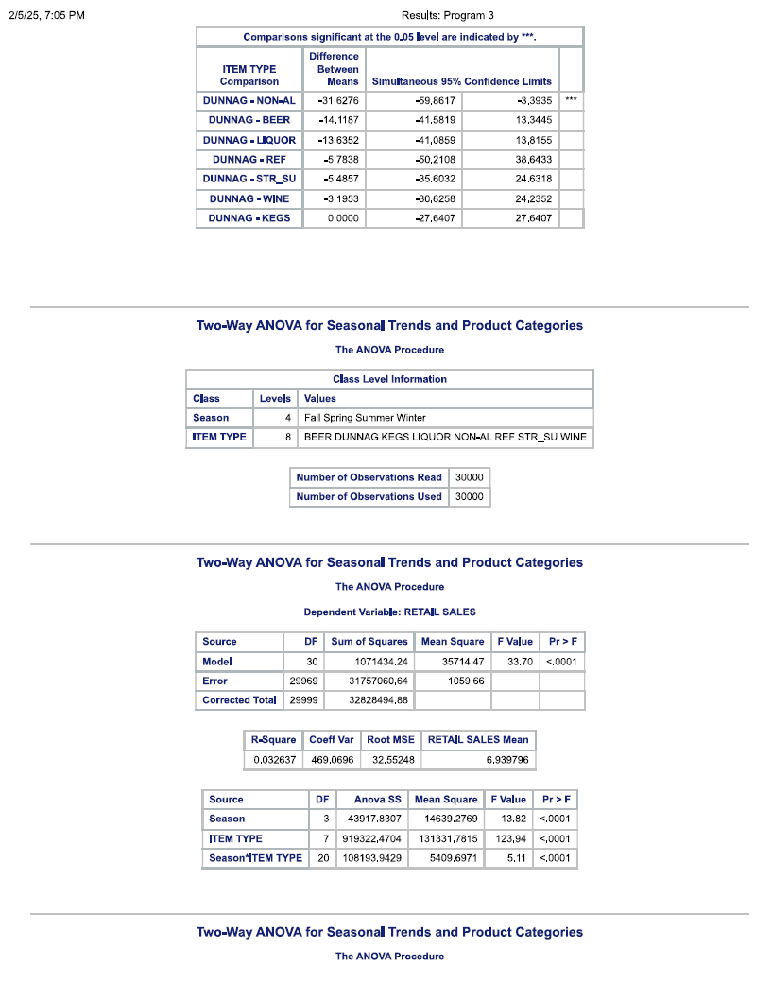 2/5/25, 7:05 PM Results: Program 3
Comparisons significant at the 0.05 level are indicated by ***.
ITEM TYPE Comparison Difference Between Means Simultaneous 95% Confidence Limits
DUNNAG - NON-AL -31.6276 -59.8617 -3.3935 ***
DUNNAG - BEER -14.1187 -41.5819 13.3445
DUNNAG - LIQUOR -13.6352 -41.0859 13.8155
DUNNAG - REF -5.7838 -50.2108 38.6433
DUNNAG - STR_SU -5.4857 -35.6032 24.6318
DUNNAG - WINE -3.1953 -30.6258 24.2352
DUNNAG - KEGS 0.0000 -27.6407 27.6407
Two-Way ANOVA for Seasonal Trends and Product Categories
The ANOVA Procedure
Class Level Information
Class Levels Values
Season 4 Fall Spring Summer Winter
ITEM TYPE 8 BEER DUNNAG KEGS LIQUOR NON-AL REF STR_SU WINE
Number of Observations Read 30000
Number of Observations Used 30000
Two-Way ANOVA for Seasonal Trends and Product Categories
The ANOVA Procedure
Dependent Variable: RETAIL SALES
Source DF Sum of Squares Mean Square F Value Pr > F
Model 30 1071434.24 35714.47 33.70 <.0001
Error 29969 31757060.64 1059.66
Corrected Total 29999 32828494.88
R-Square Coeff Var Root MSE RETAIL SALES Mean
0.032637 469.0696 32.55248 6.939796
Source DF Anova SS Mean Square F Value Pr > F
Season 3 43917.8307 14639.2769 13.82 <.0001
ITEM TYPE 7 919322.4704 131331.7815 123.94 <.0001
Season*ITEM TYPE 20 108193.9429 5409.6971 5.11 <.0001
Two-Way ANOVA for Seasonal Trends and Product Categories
The ANOVA Procedure